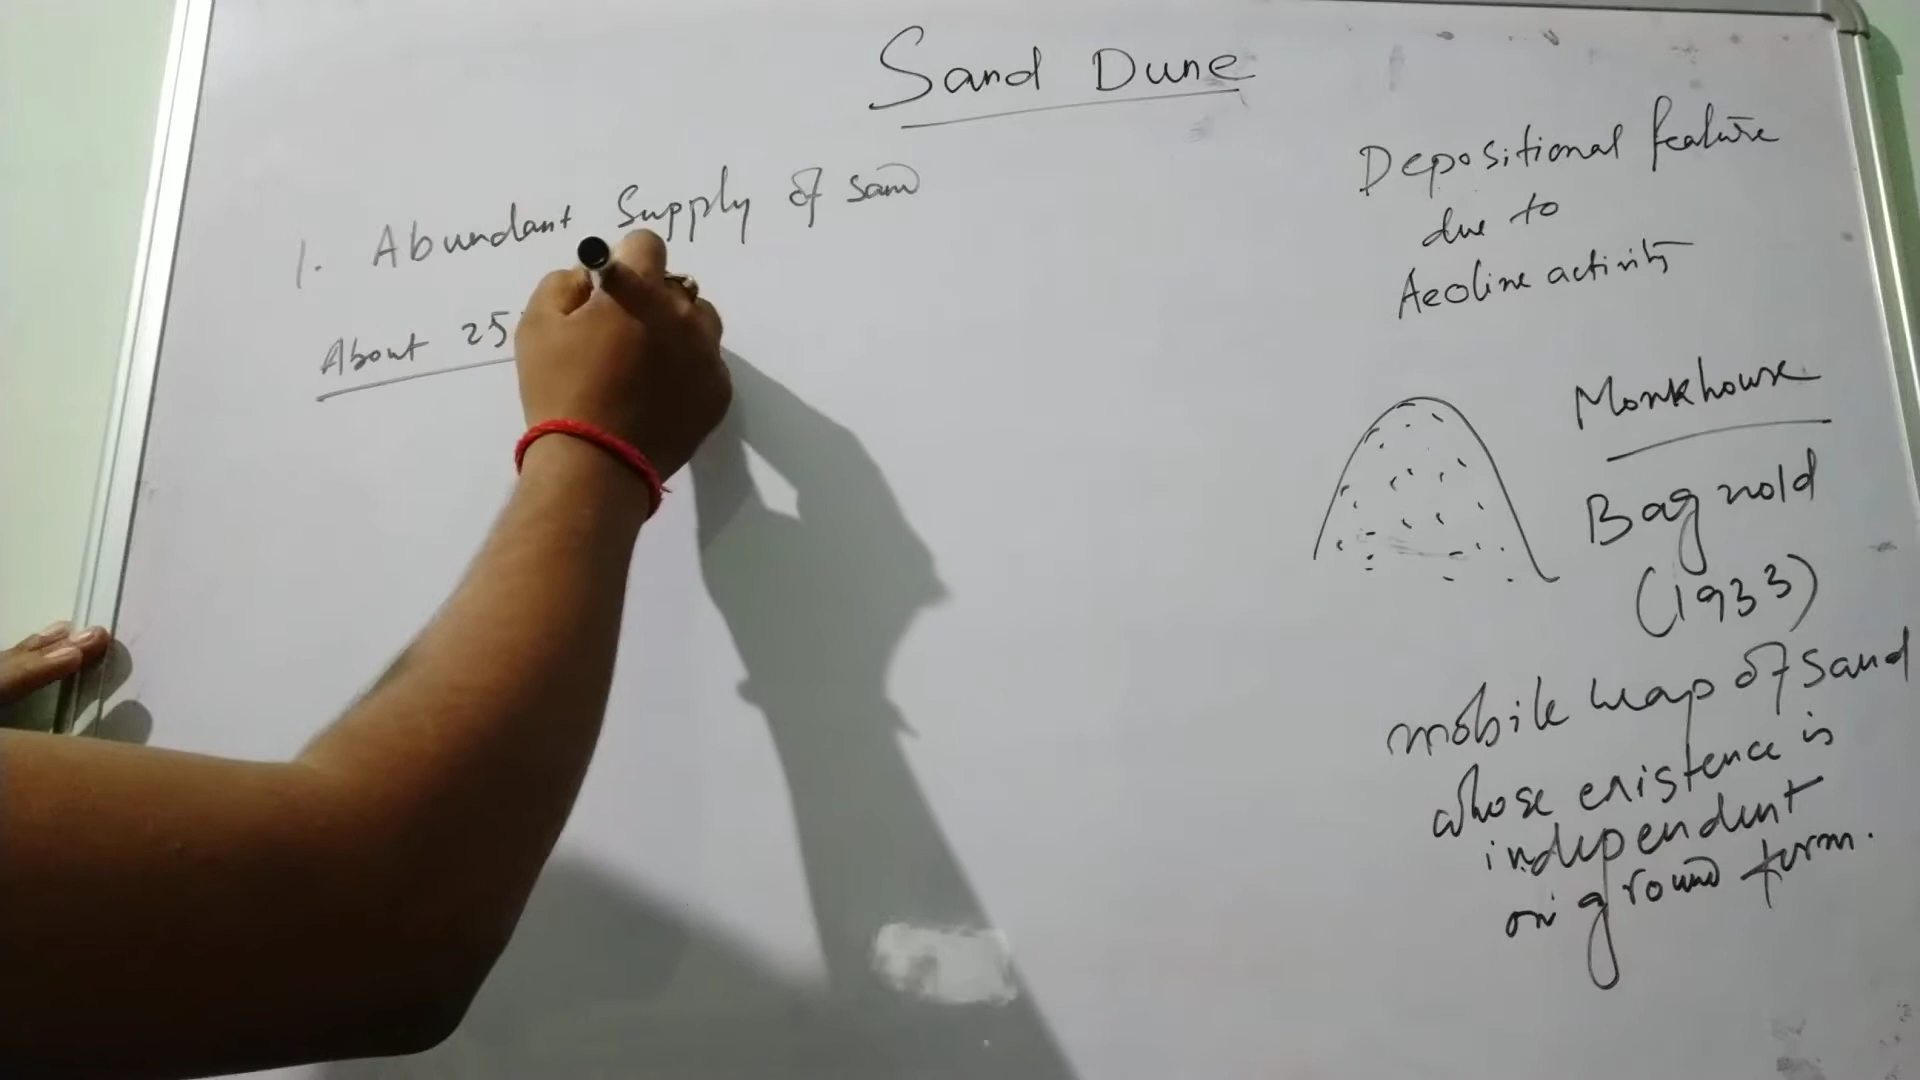 Sand Dune
1. Abundant Supply of sand
About 25
Depositional feature
due to
Aeoline activity
Monkhouse
Bagnold
(1933)
mobile heap of sand
whose existence is
independent
on ground form.